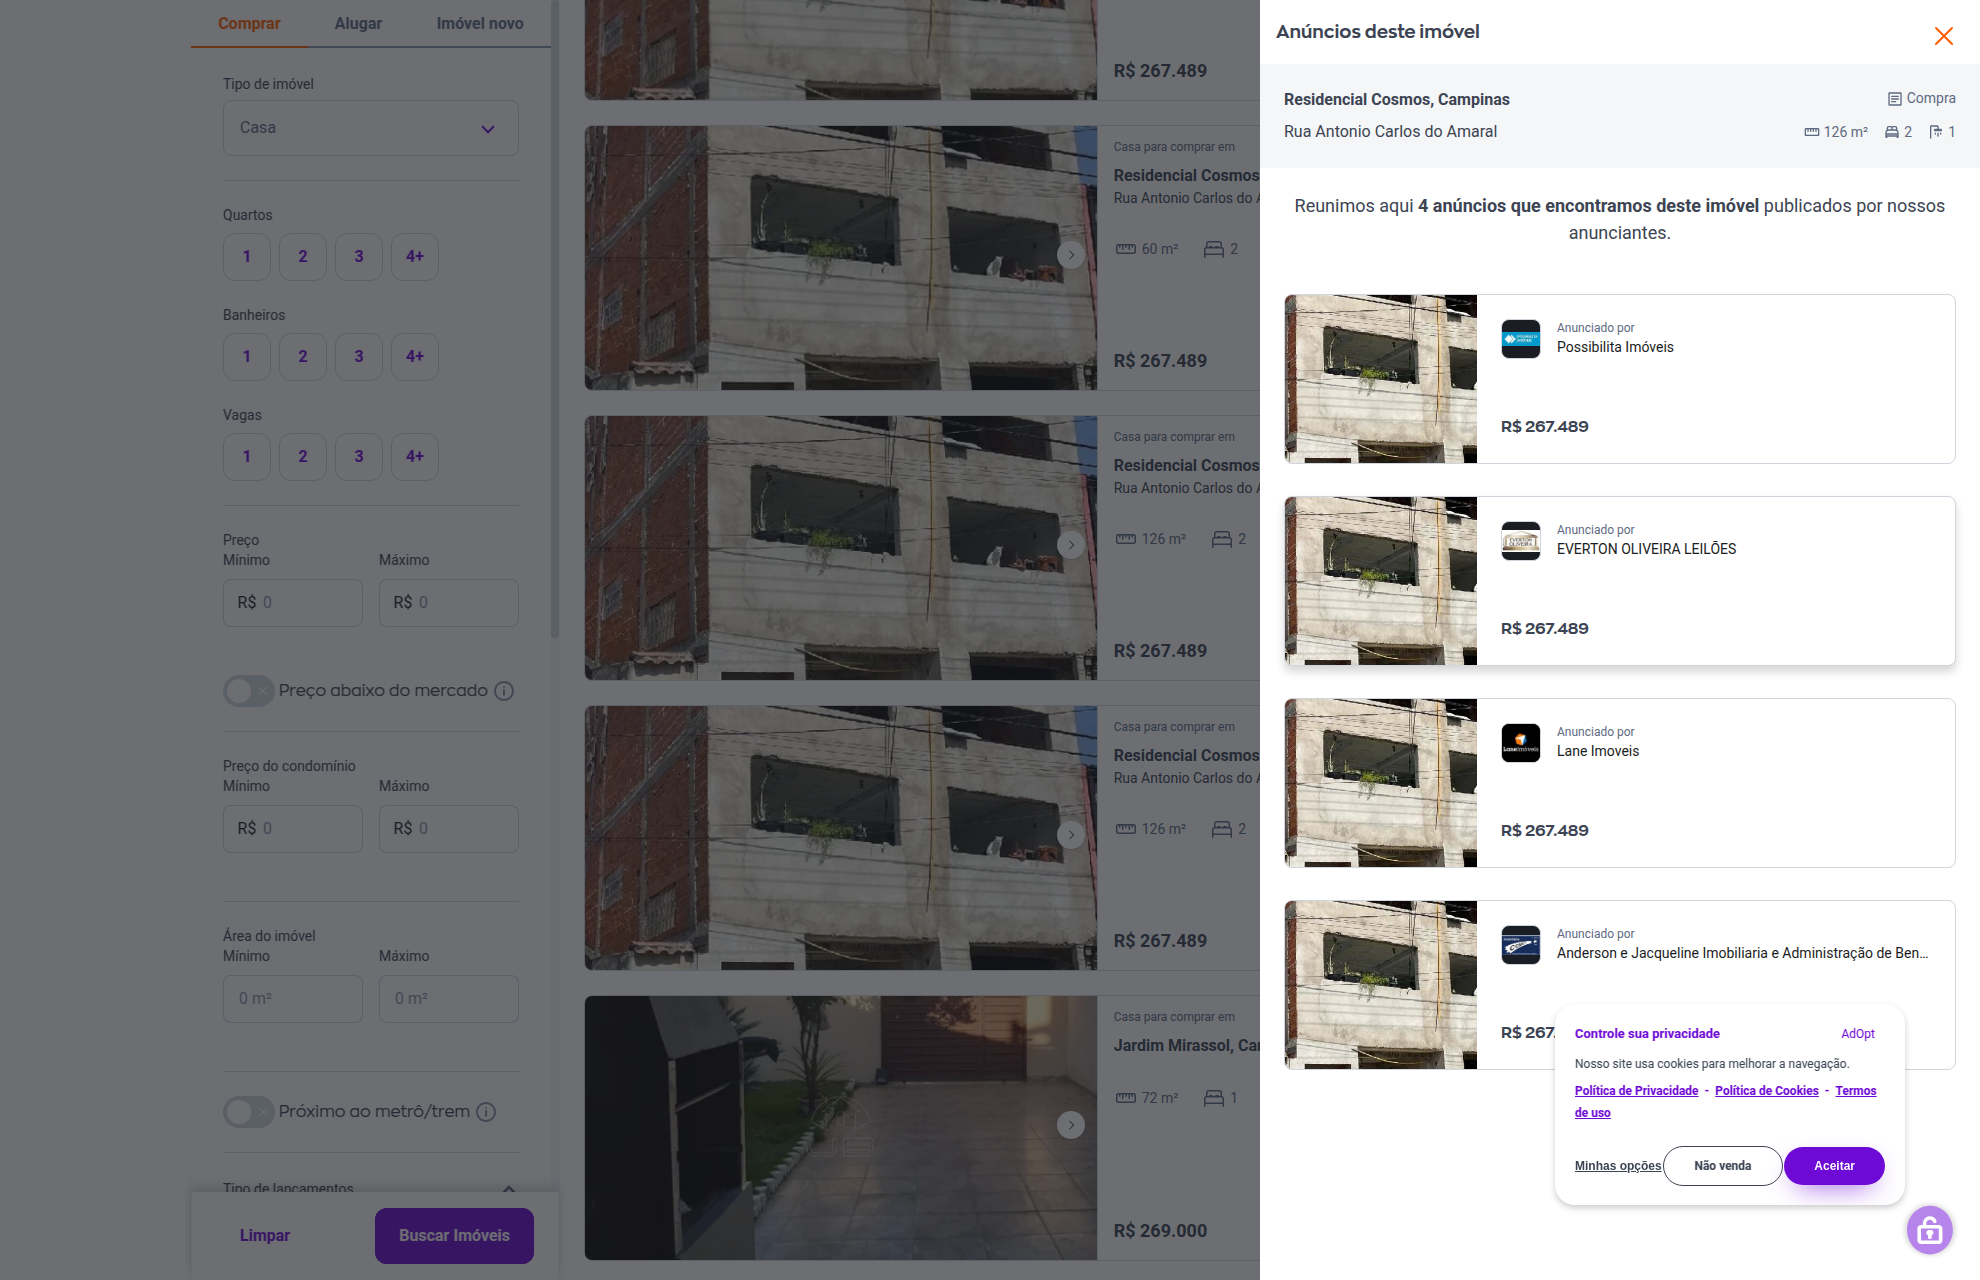 Comprar
Alugar
Imóvel novo
Tipo de imóvel
Casa
Quartos
1
2
3
4+
Banheiros
1
2
3
4+
Vagas
1
2
3
4+
Preço
Mínimo
Máximo
R$ 0
R$ 0
Preço abaixo do mercado
Preço do condomínio
Mínimo
Máximo
R$ 0
R$ 0
Área do imóvel
Mínimo
Máximo
0 m²
0 m²
Próximo ao metrô/trem
Tipo de lançamentos
Limpar
Buscar Imóveis
R$ 267.489
Casa para comprar em
Residencial Cosmos
Rua Antonio Carlos do A
60 m²
2
R$ 267.489
Casa para comprar em
Residencial Cosmos
Rua Antonio Carlos do A
126 m²
2
R$ 267.489
Casa para comprar em
Residencial Cosmos
Rua Antonio Carlos do A
126 m²
2
R$ 267.489
Casa para comprar em
Jardim Mirassol, Ca
72 m²
1
R$ 269.000
Anúncios deste imóvel
Residencial Cosmos, Campinas
Compra
Rua Antonio Carlos do Amaral
126 m²
2
1
Reunimos aqui 4 anúncios que encontramos deste imóvel publicados por nossos
anunciantes.
Anunciado por
Possibilita Imóveis
R$ 267.489
Anunciado por
EVERTON OLIVEIRA LEILÕES
EVERTON
OLIVEIRA
R$ 267.489
Anunciado por
Lane Imoveis
LaneImóveis
R$ 267.489
Anunciado por
Anderson e Jacqueline Imobiliaria e Administração de Ben...
R$ 267.
Controle sua privacidade
AdOpt
Nosso site usa cookies para melhorar a navegação.
Política de Privacidade - Política de Cookies - Termos
de uso
Minhas opções
Não venda
Aceitar